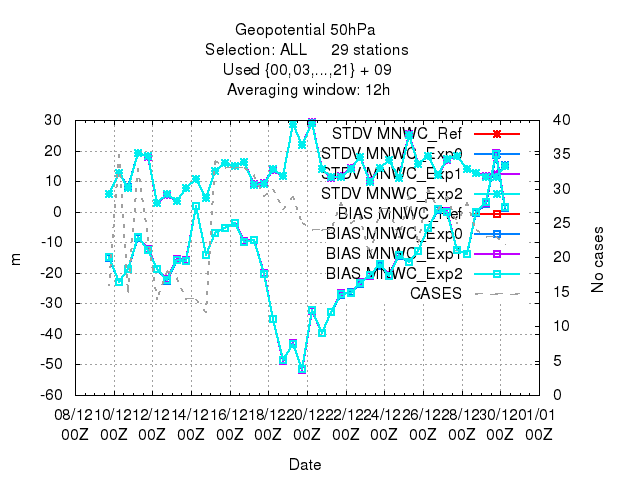 Geopotential 50hPa
Selection: ALL 29 stations
Used {00,03,...,21} + 09
Averaging window: 12h
30
20
10
0
-10
-20
-30
-40
-50
-60
m
40
35
30
25
20
15
10
5
0
No cases
STDV MNWC_Ref
STDV MNWC_Exp0
STDV MNWC_Exp1
STDV MNWC_Exp2
BIAS MNWC_Ref
BIAS MNWC_Exp0
BIAS MNWC_Exp1
BIAS MNWC_Exp2
CASES
08/12 10/12 12/12 14/12 16/12 18/12 20/12 22/12 24/12 26/12 28/12 30/12 01/01
00Z 00Z 00Z 00Z 00Z 00Z 00Z 00Z 00Z 00Z 00Z 00Z 00Z
Date